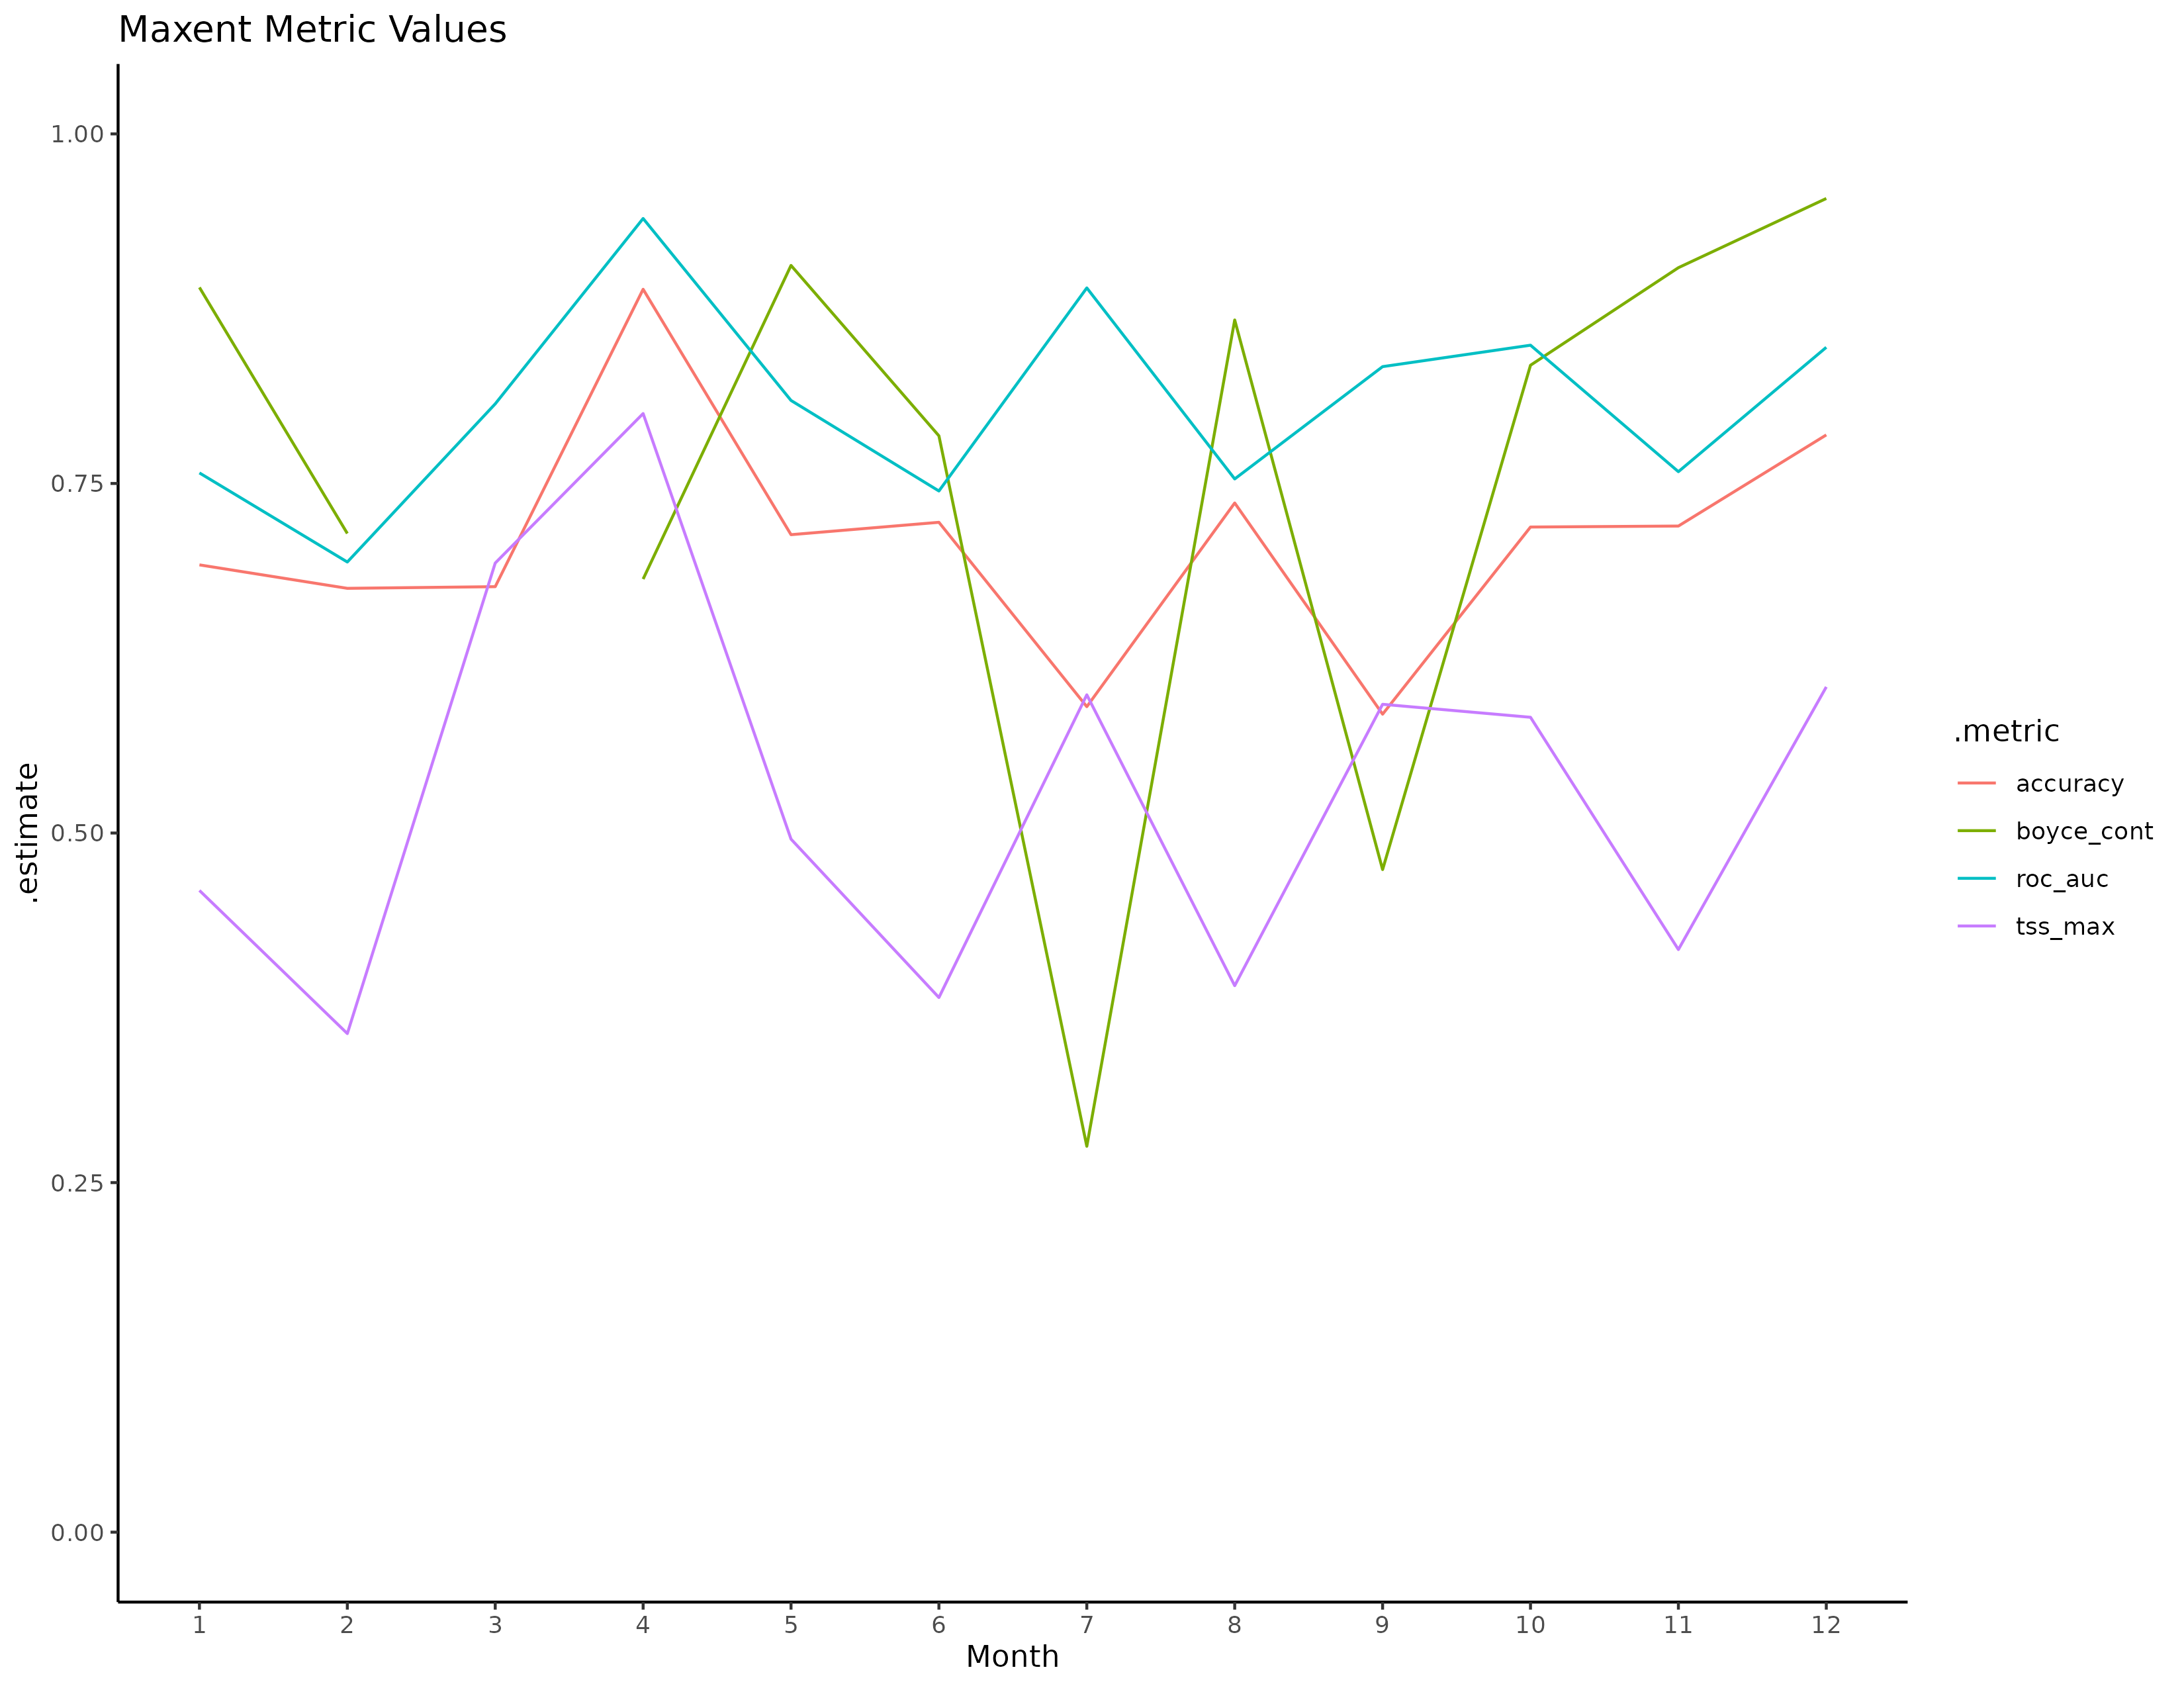 Maxent Metric Values
1.00
0.75
0.50
0.25
0.00
.estimate
1 2 3 4 5 6 7 8 9 10 11 12
Month
.metric
accuracy
boyce_cont
roc_auc
tss_max